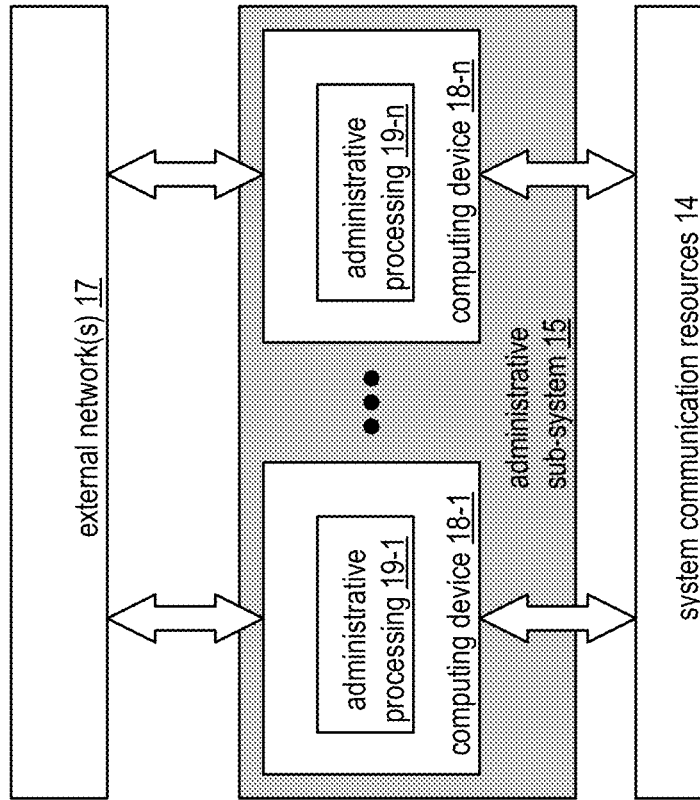 external network(s) 17
administrative
processing 19-1
computing device 18-1
administrative
processing 19-n
computing device 18-n
administrative
sub-system 15
system communication resources 14